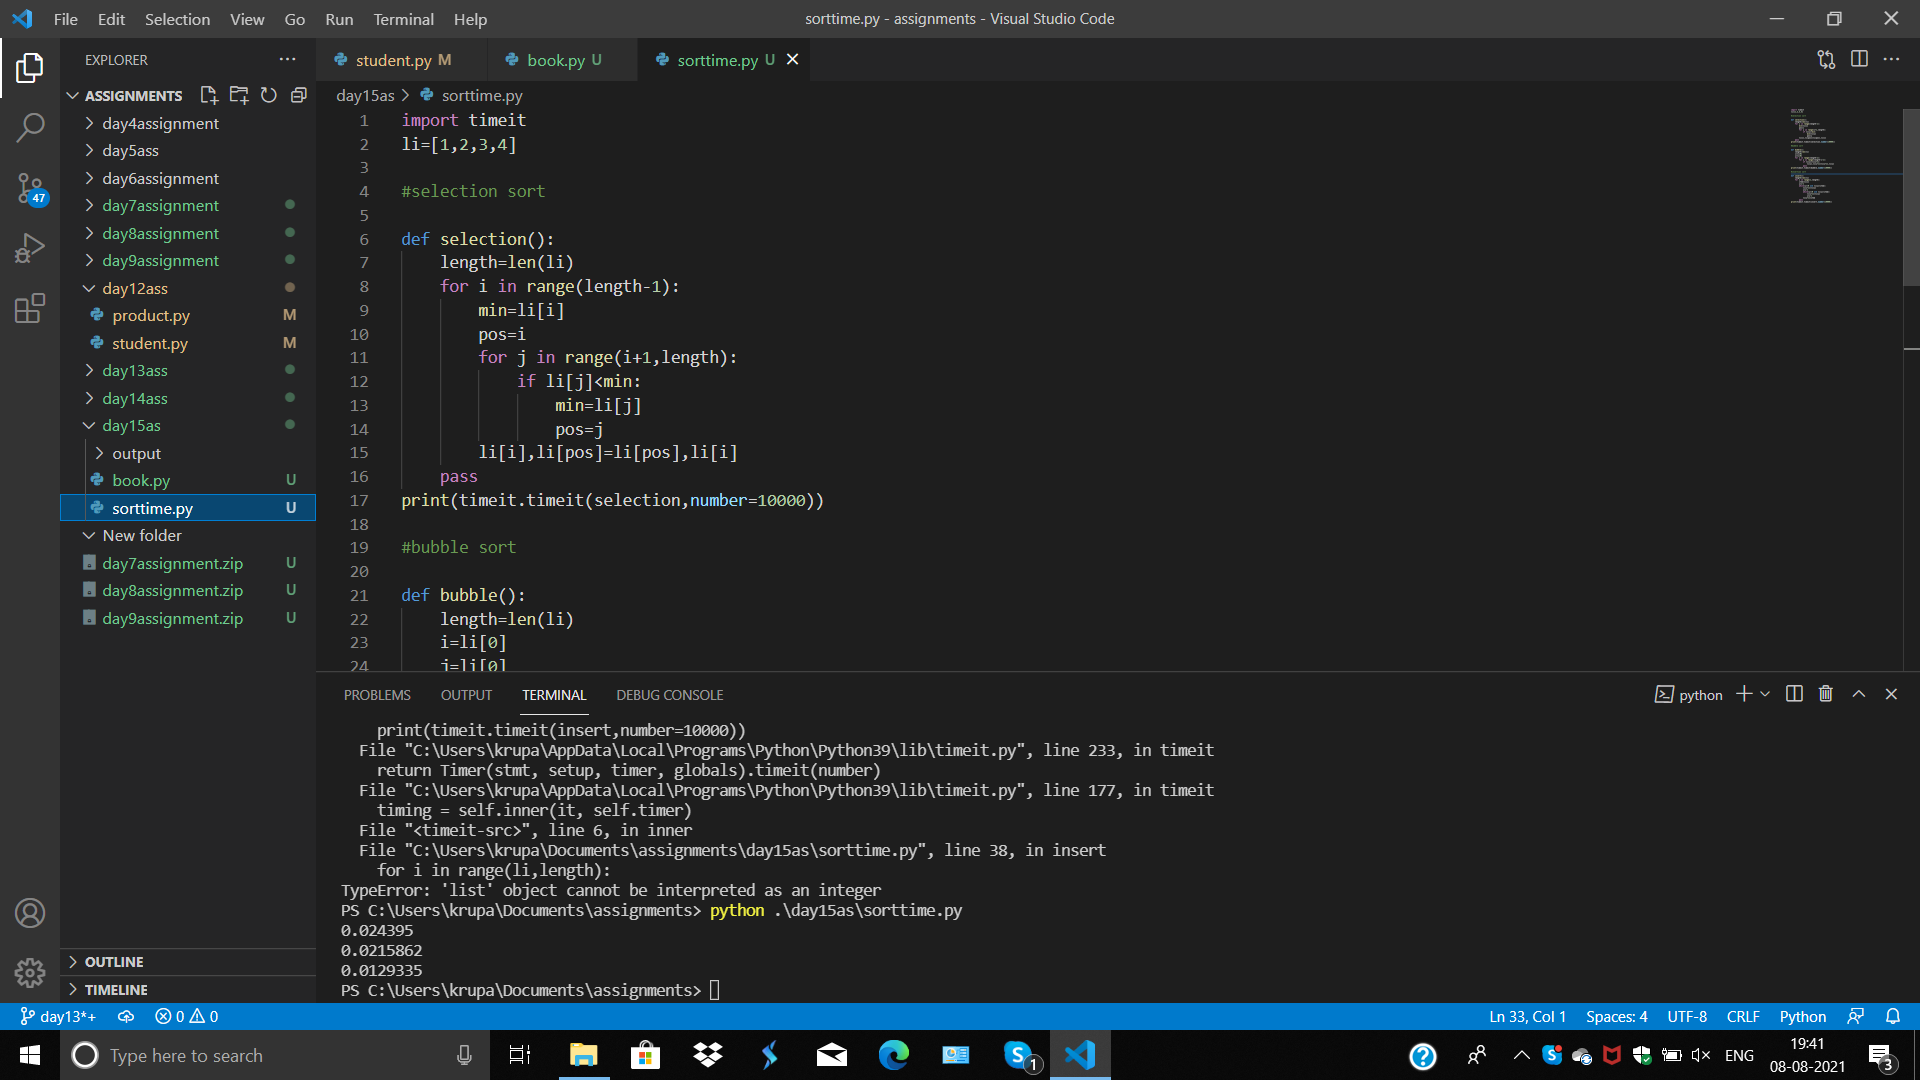 File Edit Selection View Go Run Terminal Help
sorttime.py - assignments - Visual Studio Code
EXPLORER
ASSIGNMENTS
day4assignment
day5ass
day6assignment
day7assignment
day8assignment
day9assignment
day12ass
product.py M
student.py M
day13ass
day14ass
day15as
output
book.py U
sorttime.py U
New folder
day7assignment.zip U
day8assignment.zip U
day9assignment.zip U
OUTLINE
TIMELINE
47
student.py M book.py U sorttime.py U
day15as > sorttime.py
1 import timeit
2 li=[1,2,3,4]
3
4 #selection sort
5
6 def selection():
7 length=len(li)
8 for i in range(length-1):
9 min=li[i]
10 pos=i
11 for j in range(i+1,length):
12 if li[j]<min:
13 min=li[j]
14 pos=j
15 li[i],li[pos]=li[pos],li[i]
16 pass
17 print(timeit.timeit(selection,number=10000))
18
19 #bubble sort
20
21 def bubble():
22 length=len(li)
23 i=li[0]
24 j=li[0]
PROBLEMS OUTPUT TERMINAL DEBUG CONSOLE
python
print(timeit.timeit(insert,number=10000))
File "C:\Users\krupa\AppData\Local\Programs\Python\Python39\lib\timeit.py", line 233, in timeit
return Timer(stmt, setup, timer, globals).timeit(number)
File "C:\Users\krupa\AppData\Local\Programs\Python\Python39\lib\timeit.py", line 177, in timeit
timing = self.inner(it, self.timer)
File "<timeit-src>", line 6, in inner
File "C:\Users\krupa\Documents\assignments\day15as\sorttime.py", line 38, in insert
for i in range(li,length):
TypeError: 'list' object cannot be interpreted as an integer
PS C:\Users\krupa\Documents\assignments> python .\day15as\sorttime.py
0.024395
0.0215862
0.0129335
PS C:\Users\krupa\Documents\assignments>
day13*+ 0 0
Ln 33, Col 1 Spaces: 4 UTF-8 CRLF Python
Type here to search
S 1
ENG
19:41
08-08-2021
3